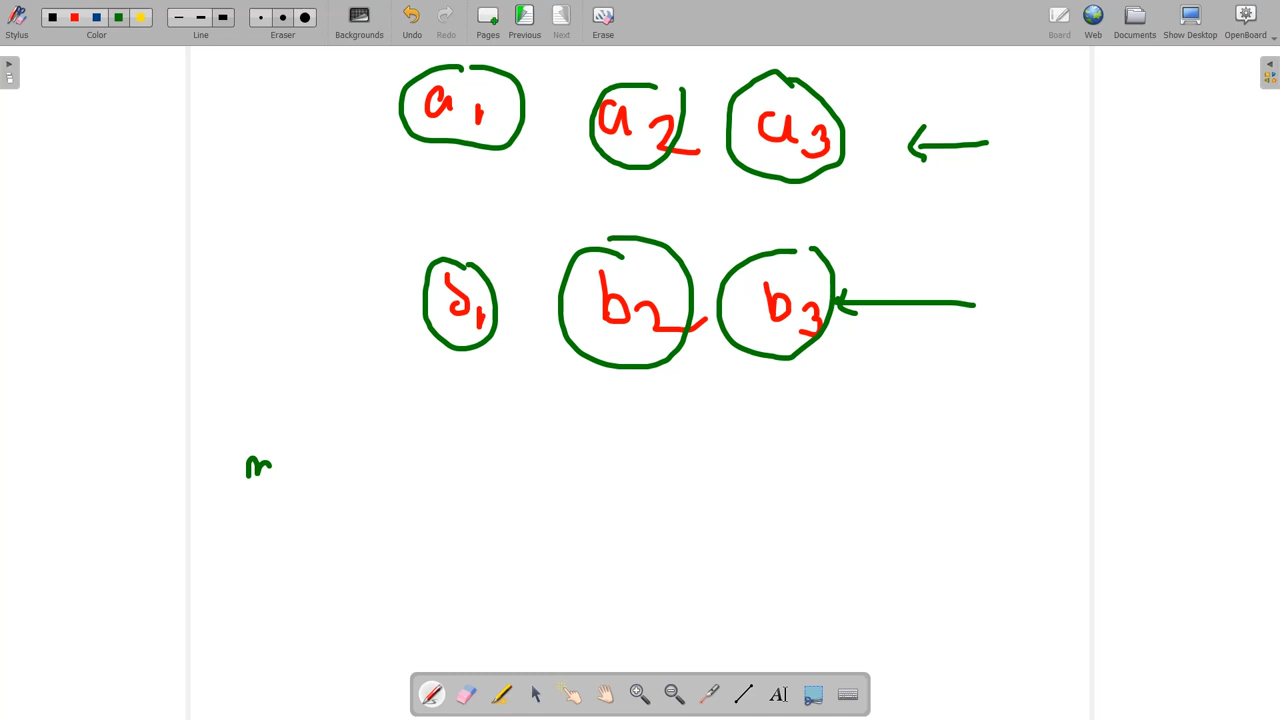 Stylus Color Line Eraser Backgrounds Undo Redo Pages Previous Next Erase Board Web Documents Show Desktop OpenBoard
a1 a2 a3
b1 b2 b3
m